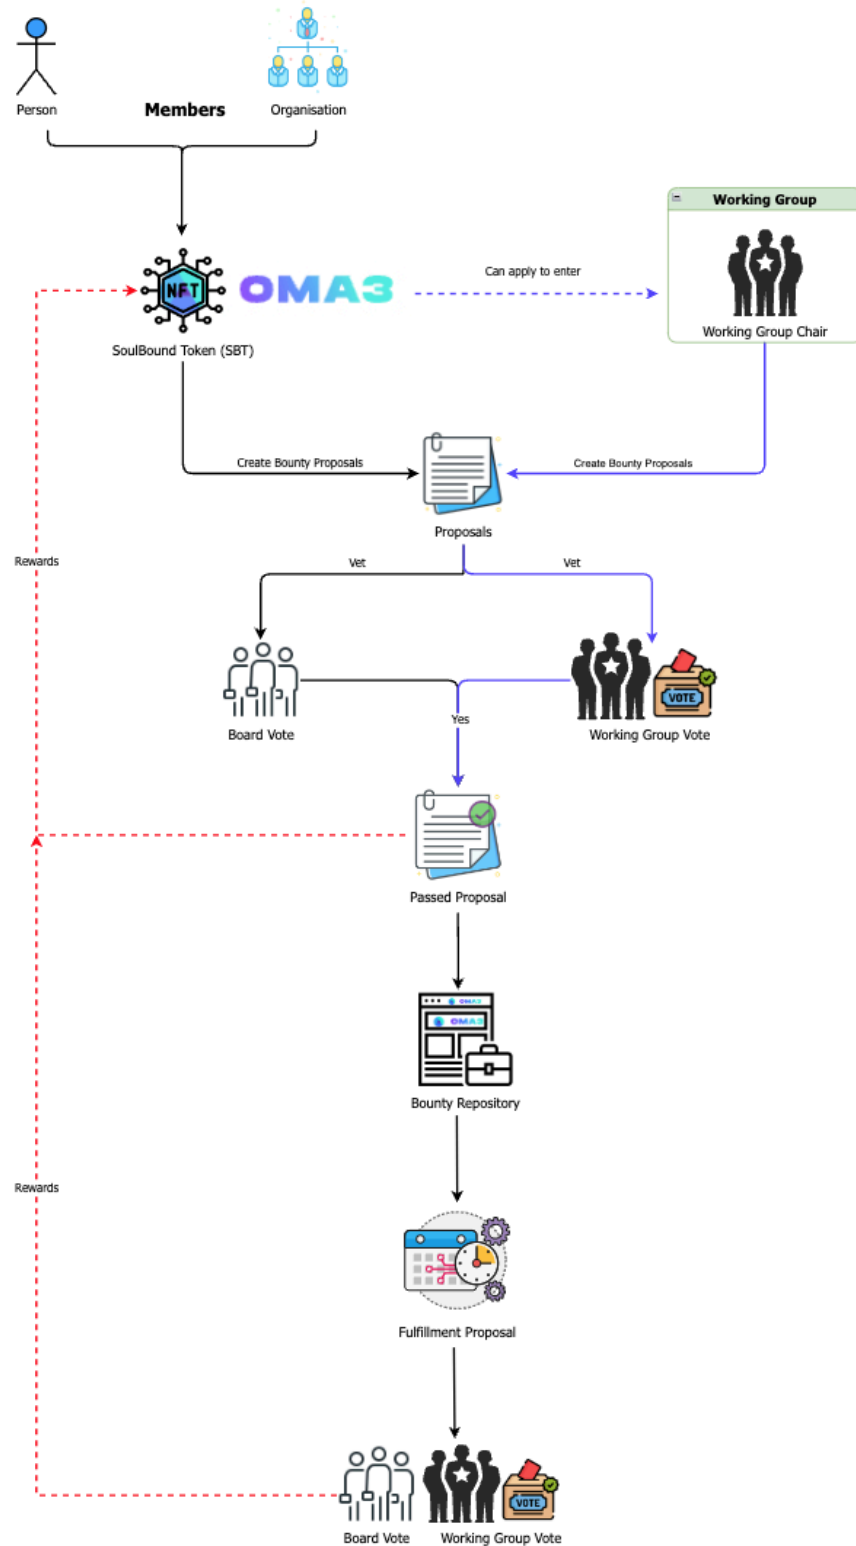 Person
Members
Organisation
Working Group
NFT
OMA3
Can apply to enter
Working Group Chair
SoulBound Token (SBT)
Create Bounty Proposals
Create Bounty Proposals
Proposals
Rewards
Vet
Vet
VOTE
Board Vote
Yes
Working Group Vote
Passed Proposal
OMA3
OMA3
Bounty Repository
Rewards
Fulfillment Proposal
VOTE
Board Vote
Working Group Vote